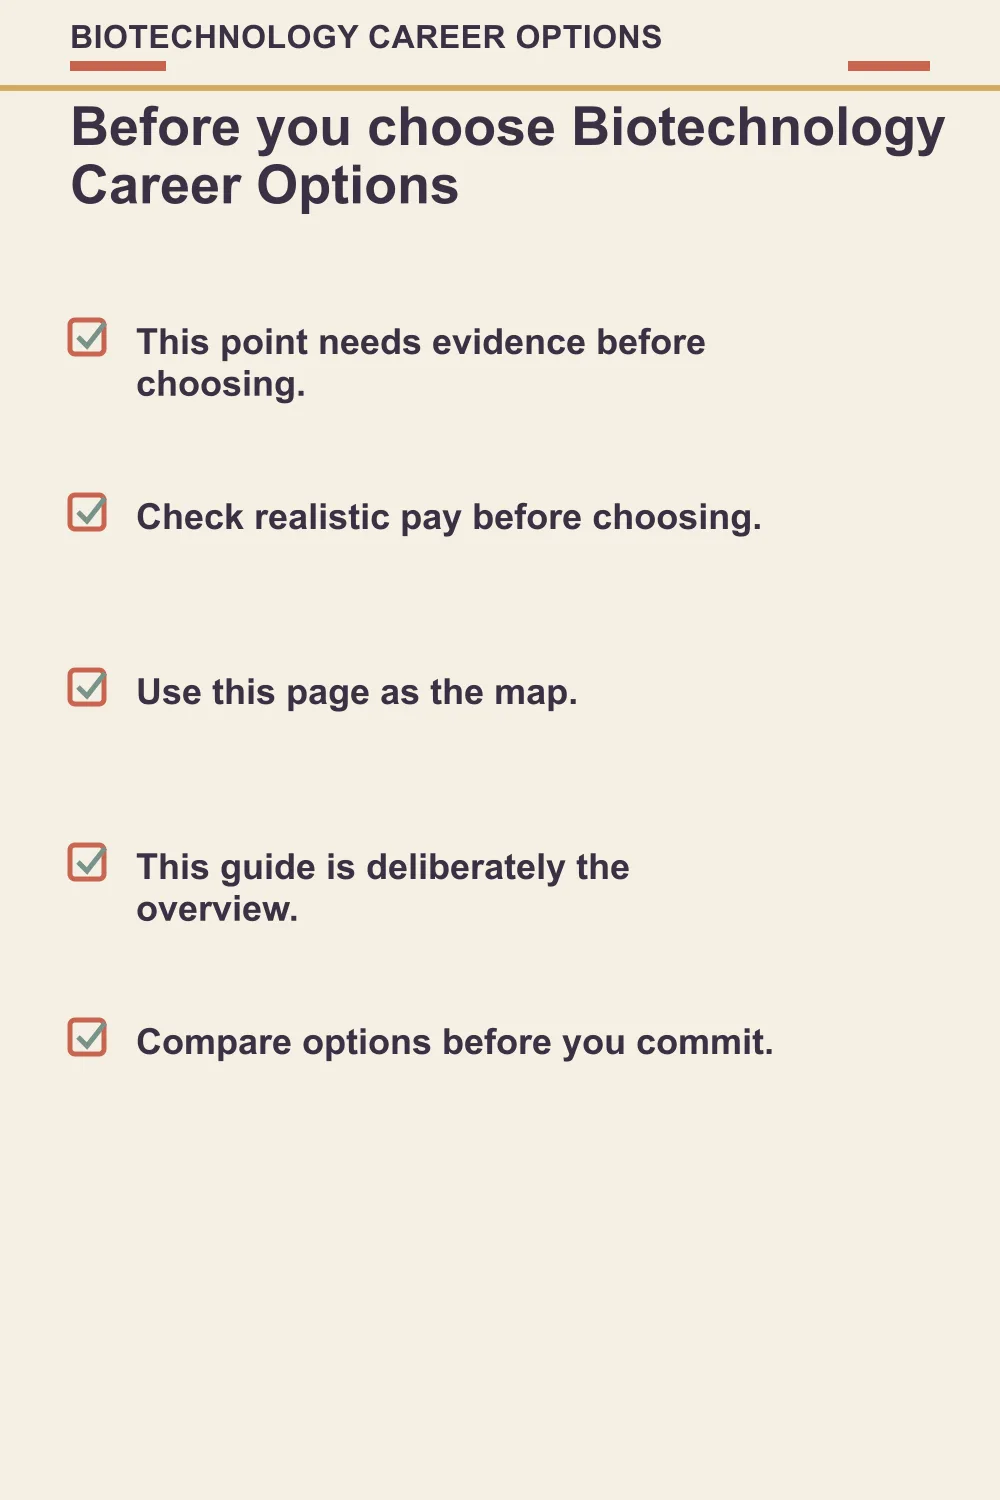 BIOTECHNOLOGY CAREER OPTIONS
Before you choose Biotechnology
Career Options
This point needs evidence before
choosing.
Check realistic pay before choosing.
Use this page as the map.
This guide is deliberately the
overview.
Compare options before you commit.